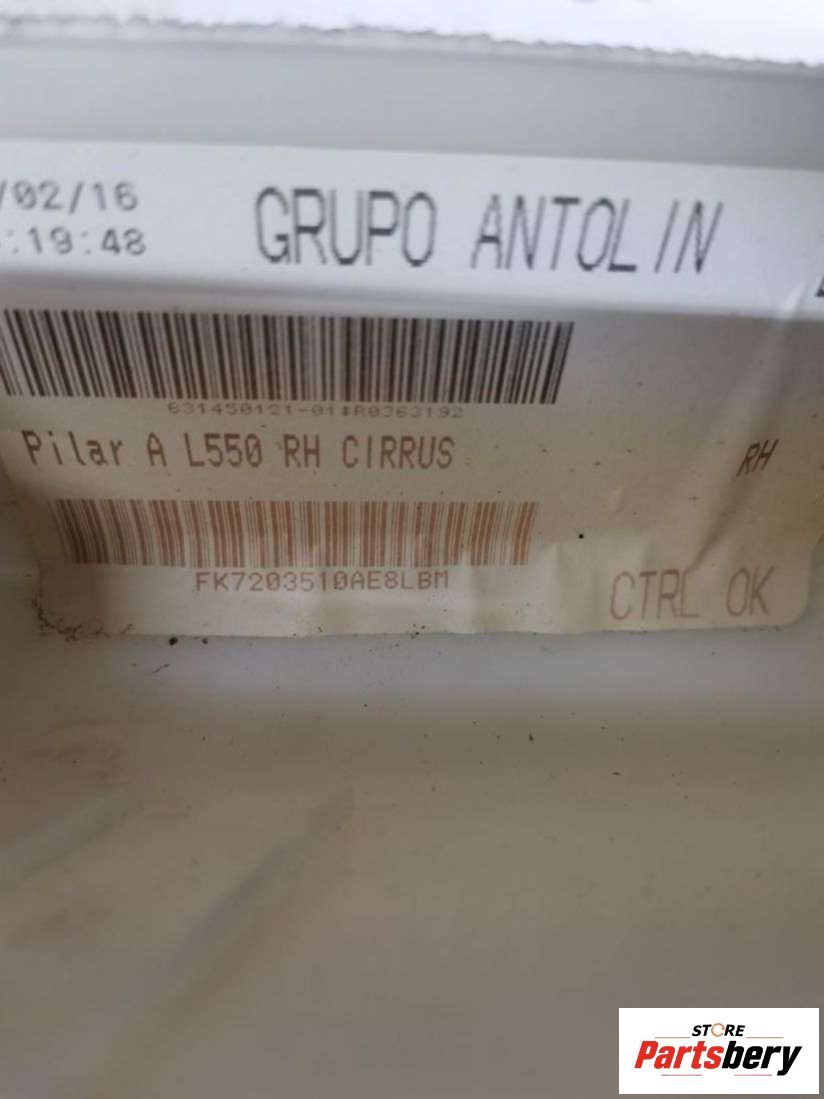 /02/16
:19:48
GRUPO ANTOLIN
631450121-01#R0363192
Pilar A L550 RH CIRRUS
RH
FK7203510AE8LBM
CTRL OK
STORE
Partsbery